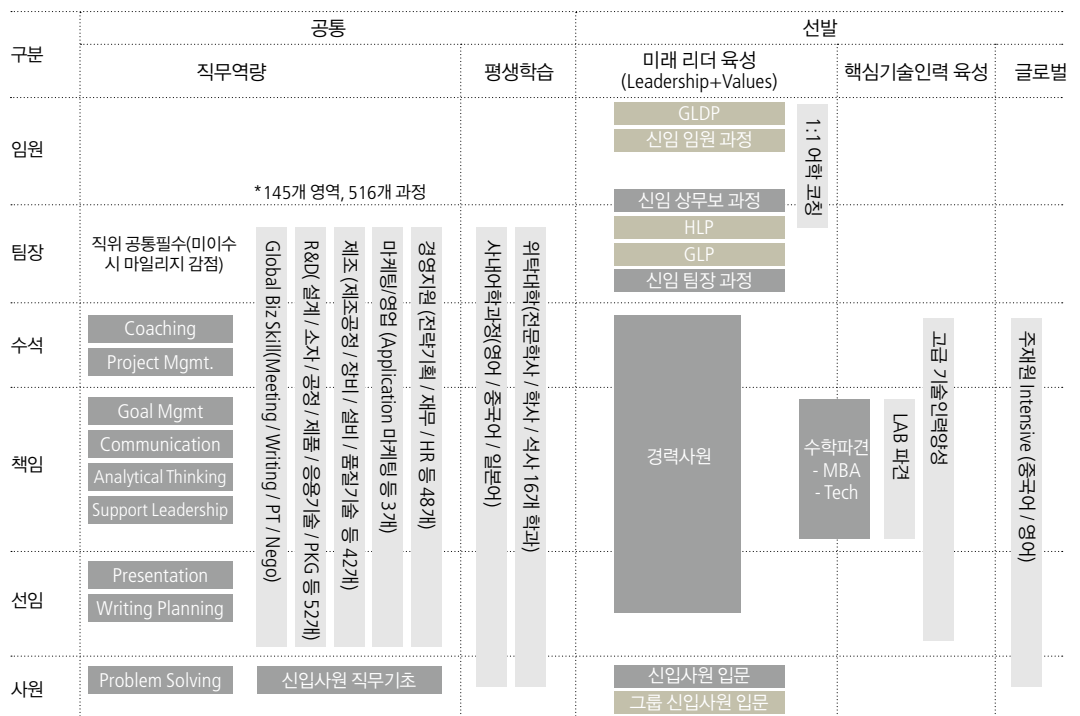 구분
공통
선발
직무역량
평생학습
미래 리더 육성
(Leadership+Values)
핵심기술인력 육성
글로벌
임원
GLDP
신임 임원 과정
1:1 어학 코칭
* 145개 영역, 516개 과정
신임 상무보 과정
팀장
직위 공통필수(미이수
시 마일리지 감점)
HLP
GLP
신임 팀장 과정
Global Biz Skill(Meeting / Writing / PT / Nego)
R&D( 설계 / 소자 / 공정 / 제품 / 응용기술 / PKG 등 52개)
제조 (제조공정 / 장비 / 설비 / 품질기술 등 42개)
마케팅/영업 (Application 마케팅 등 3개)
경영지원 (전략기획 / 재무 / HR 등 48개)
사내어학과정(영어 / 중국어 / 일본어)
위탁대학(전문학사 / 학사 / 석사 16개 학과)
수석
Coaching
Project Mgmt.
고급 기술인력양성
주재원 Intensive (중국어 / 영어)
책임
Goal Mgmt
Communication
Analytical Thinking
Support Leadership
경력사원
수학파견
- MBA
- Tech
LAB 파견
선임
Presentation
Writing Planning
사원
Problem Solving
신입사원 직무기초
신입사원 입문
그룹 신입사원 입문